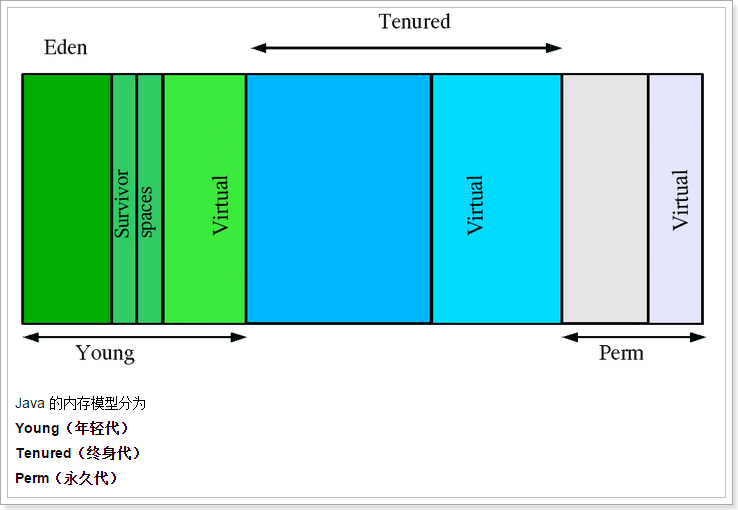 Tenured
Eden
Survivor
spaces
Virtual
Virtual
Virtual
Young
Perm
Java 的内存模型分为
Young（年轻代）
Tenured（终身代）
Perm（永久代）